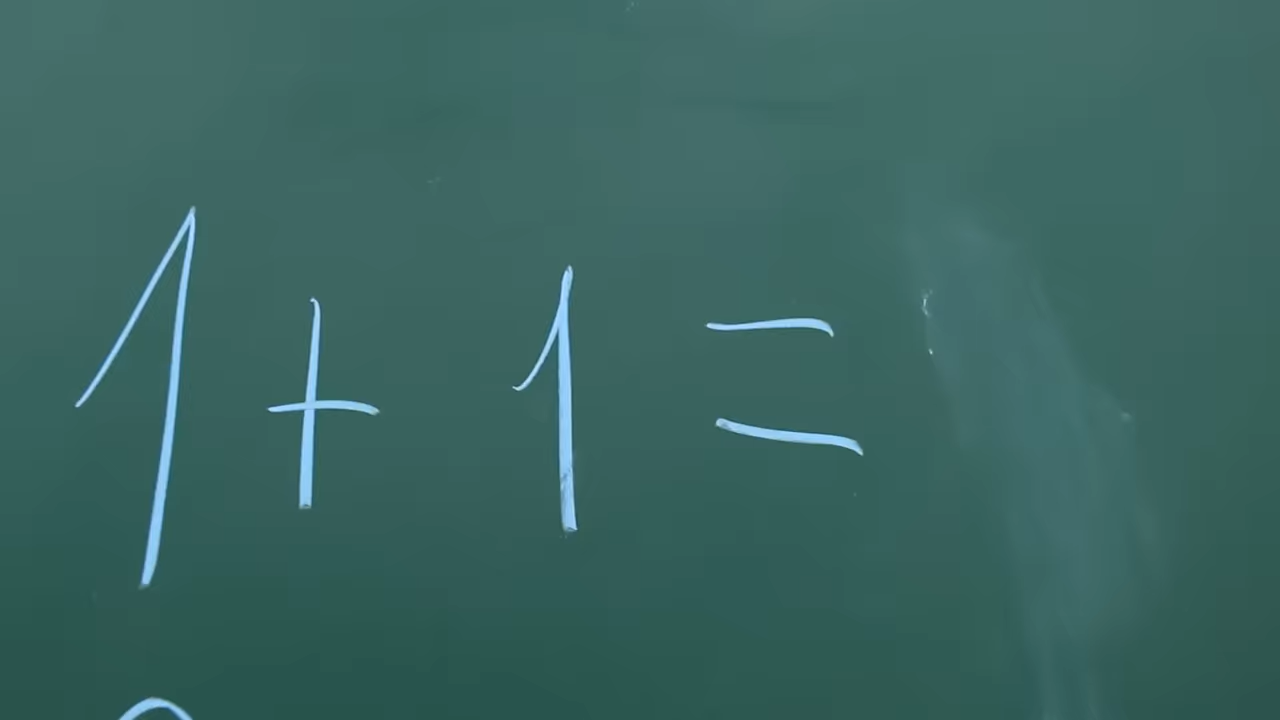 1 + 1 =